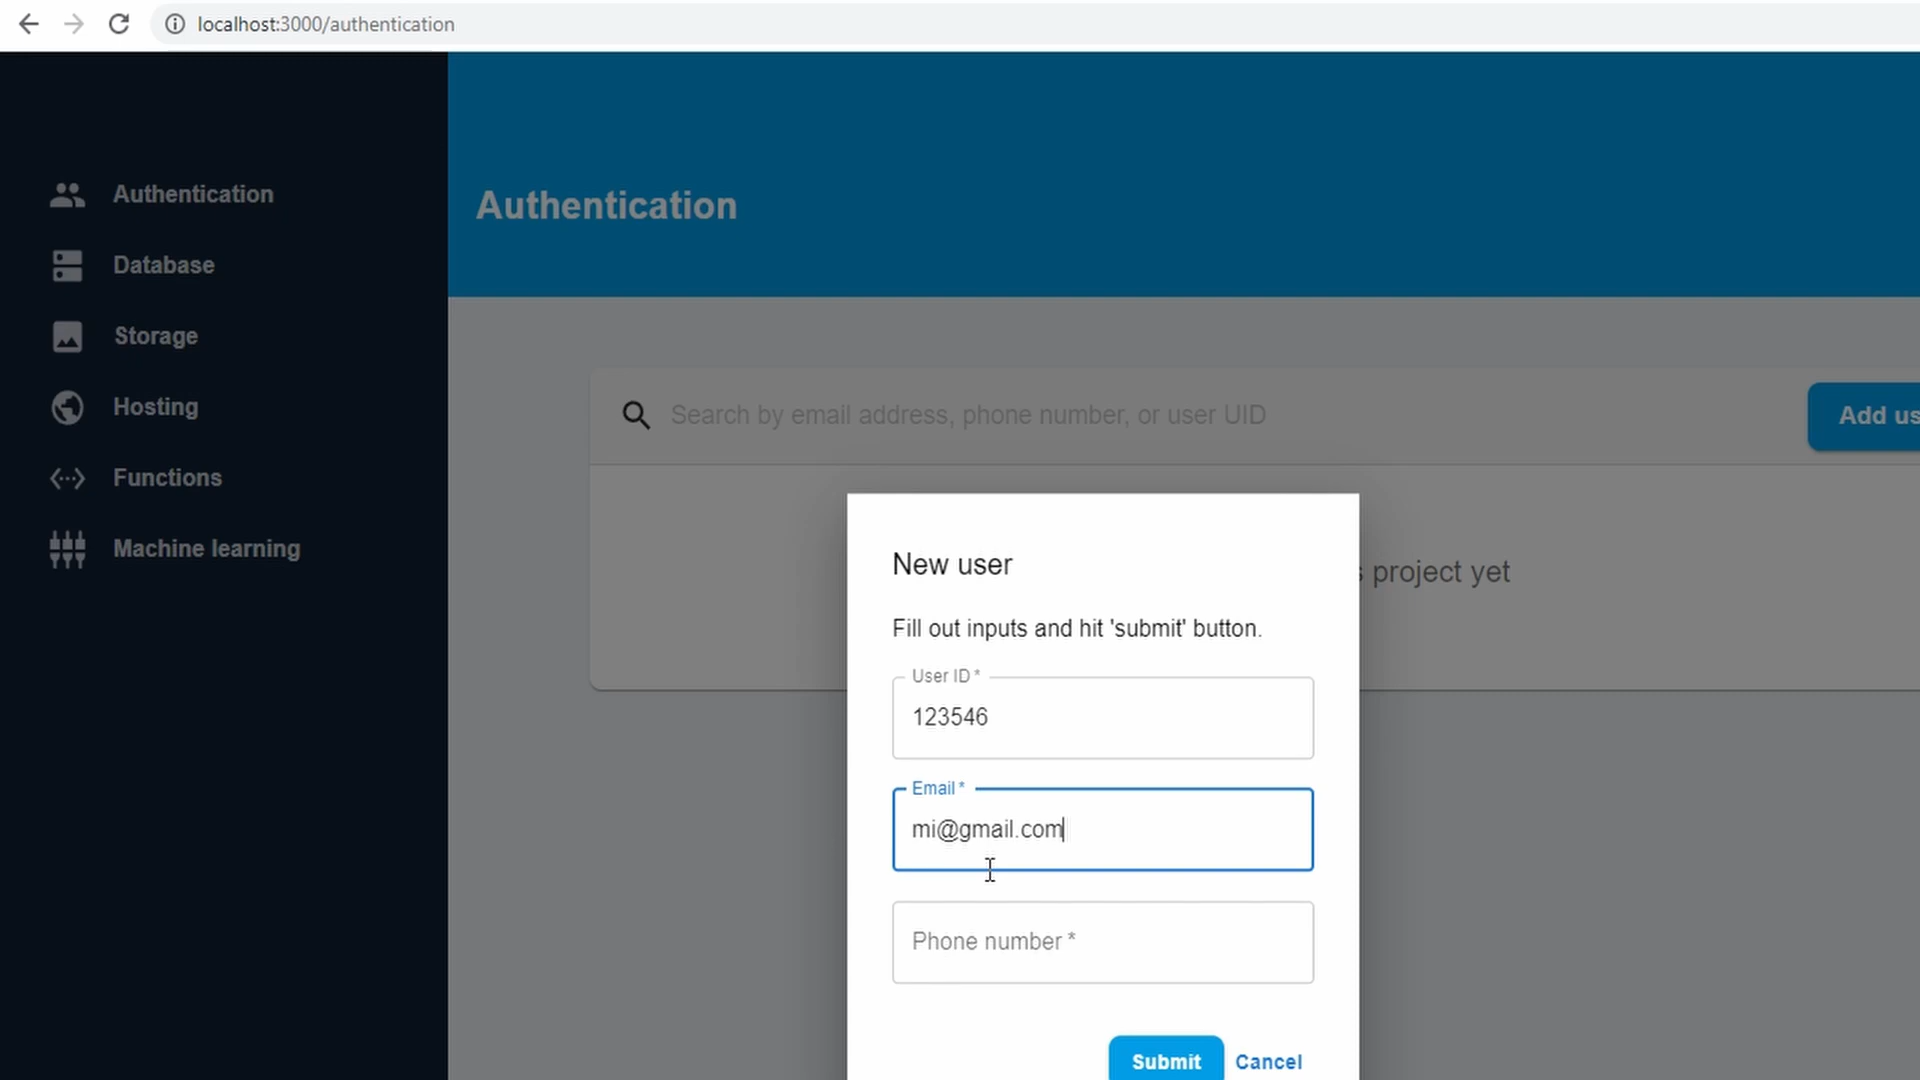 localhost:3000/authentication
Authentication
Database
Storage
Hosting
Functions
Machine learning
Authentication
Search by email address, phone number, or user UID
Add us
project yet
New user
Fill out inputs and hit 'submit' button.
User ID *
123546
Email *
mi@gmail.com
Phone number *
Submit
Cancel